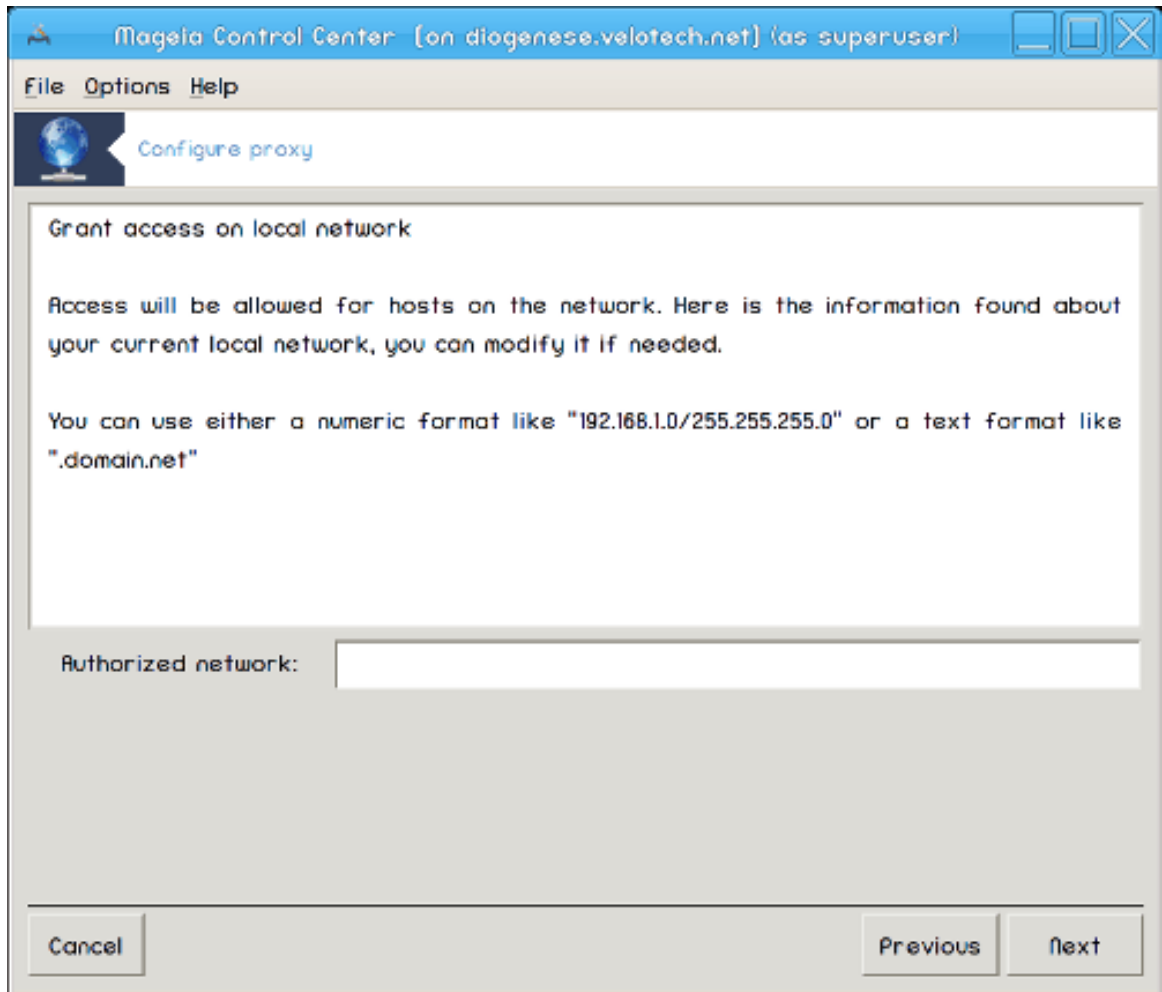 Mageia Control Center [on diogenese.velotech.net] (as superuser)
File Options Help
Configure proxy
Grant access on local network
Access will be allowed for hosts on the network. Here is the information found about
your current local network, you can modify it if needed.
You can use either a numeric format like "192.168.1.0/255.255.255.0" or a text format like
".domain.net"
Authorized network:
Cancel Previous Next